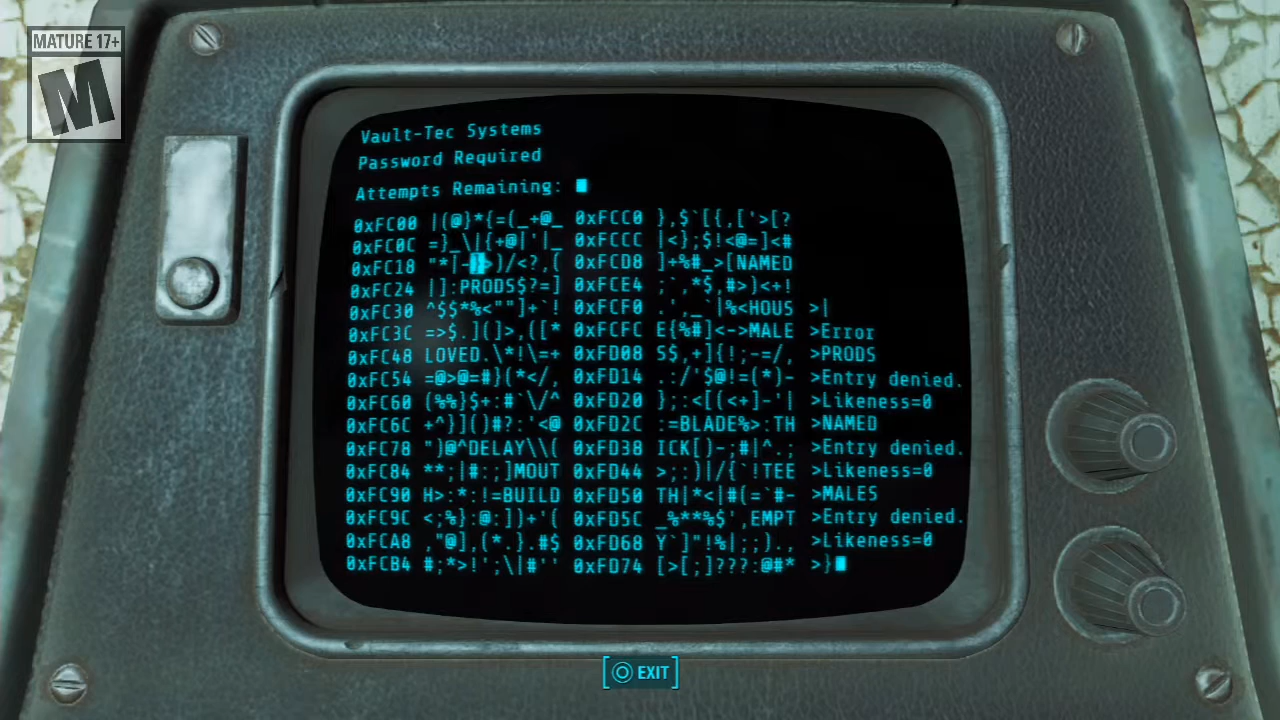 MATURE 17+
M
Vault-Tec Systems
Password Required
Attempts Remaining: ■
0xFC00 |(@}*{=(_+@_ 0xFCC0 },$`[{,['>[?
0xFC0C =}_\|{+@|'|_ 0xFCCC |<};$!<@=]<#
0xFC18 "*|-}>)/<?,[ 0xFCD8 ]+%#_>[NAMED
0xFC24 |]:PRODS$?=] 0xFCE4 ;`,*$,#>)<+!
0xFC30 ^$$*%<""]+`! 0xFCF0 .',_`|%<HOUS >|
0xFC3C =>$.](]>,([* 0xFCFC E{%#]<->MALE >Error
0xFC48 LOVED.\*!\=+ 0xFD08 S$,+]{!;-=/, >PRODS
0xFC54 =@>@=#}(*</, 0xFD14 .:/'$@!=(*)- >Entry denied.
0xFC60 (%%}$+:#`\/^ 0xFD20 };:<[(<+]-'| >Likeness=0
0xFC6C +^}]()#?:'<@ 0xFD2C :=BLADE%>:TH >NAMED
0xFC78 ")@^DELAY\\( 0xFD38 ICK[)-;#|^.; >Entry denied.
0xFC84 **;|#:;]MOUT 0xFD44 >;:)|/{`!TEE >Likeness=0
0xFC90 H>:*:!=BUILD 0xFD50 TH|*<|#(=`#- >MALES
0xFC9C <;%}:@:])+'( 0xFD5C _%**%$',EMPT >Entry denied.
0xFCA8 ,"@],(*.}.#$ 0xFD68 Y`]"!%|;;)., >Likeness=0
0xFCB4 #;*>!';\|#'' 0xFD74 [>[;]???:@#* >}■
EXIT